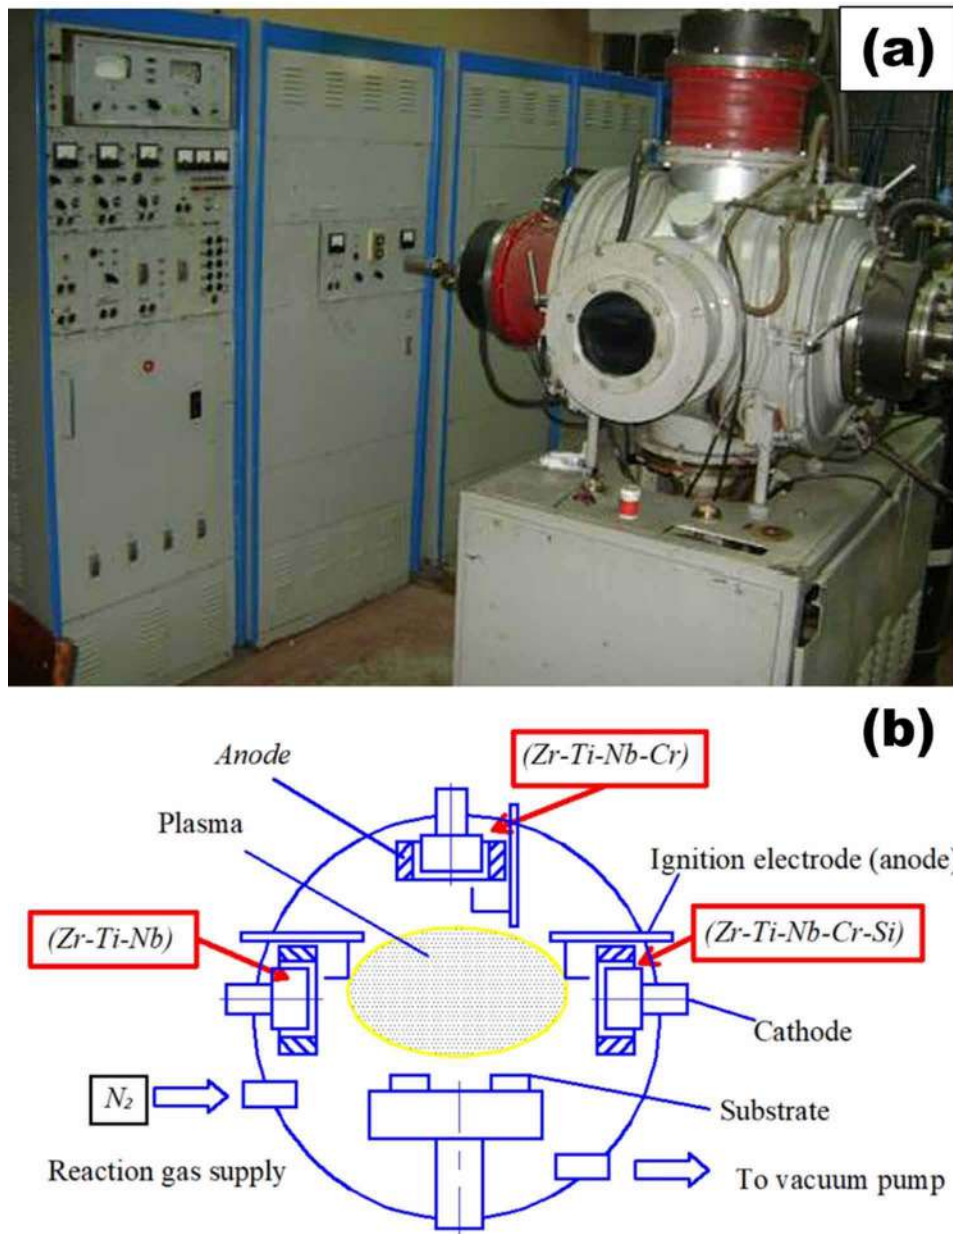 (a)
(b)
Anode
(Zr-Ti-Nb-Cr)
Plasma
Ignition electrode (anode)
(Zr-Ti-Nb)
(Zr-Ti-Nb-Cr-Si)
Cathode
N₂
Substrate
Reaction gas supply
To vacuum pump